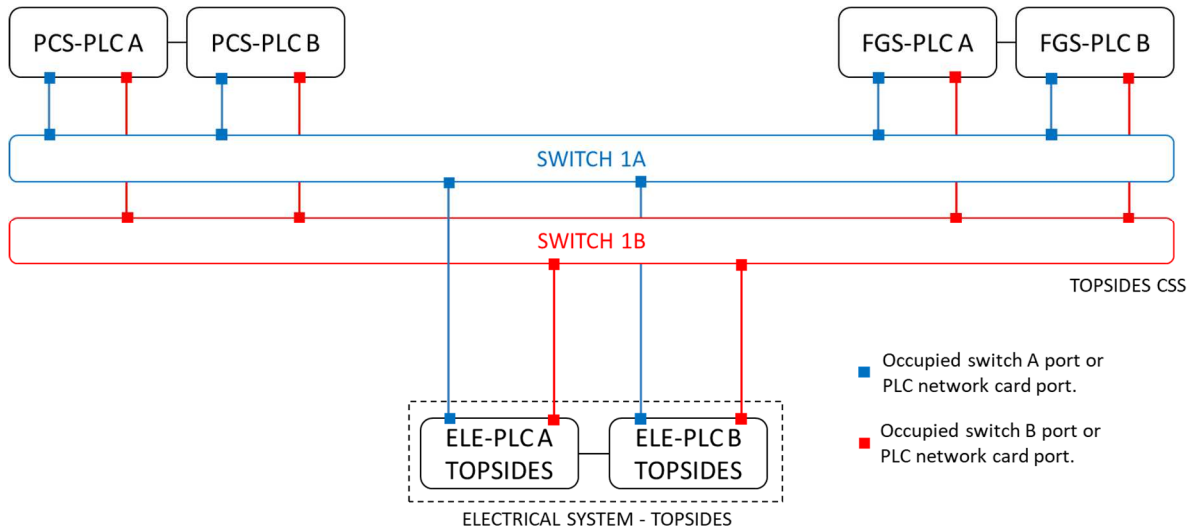 PCS-PLC A
PCS-PLC B
FGS-PLC A
FGS-PLC B
SWITCH 1A
SWITCH 1B
TOPSIDES CSS
Occupied switch A port or
PLC network card port.
Occupied switch B port or
PLC network card port.
ELE-PLC A
TOPSIDES
ELE-PLC B
TOPSIDES
ELECTRICAL SYSTEM - TOPSIDES